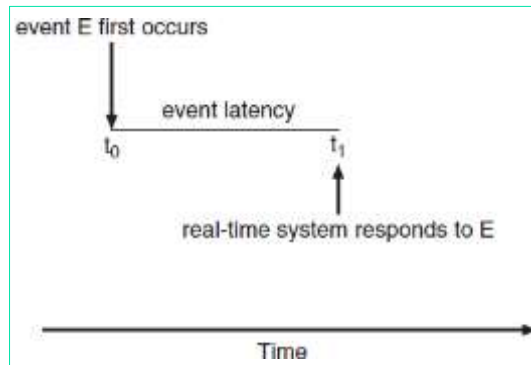 event E first occurs
event latency
t0 t1
real-time system responds to E
Time